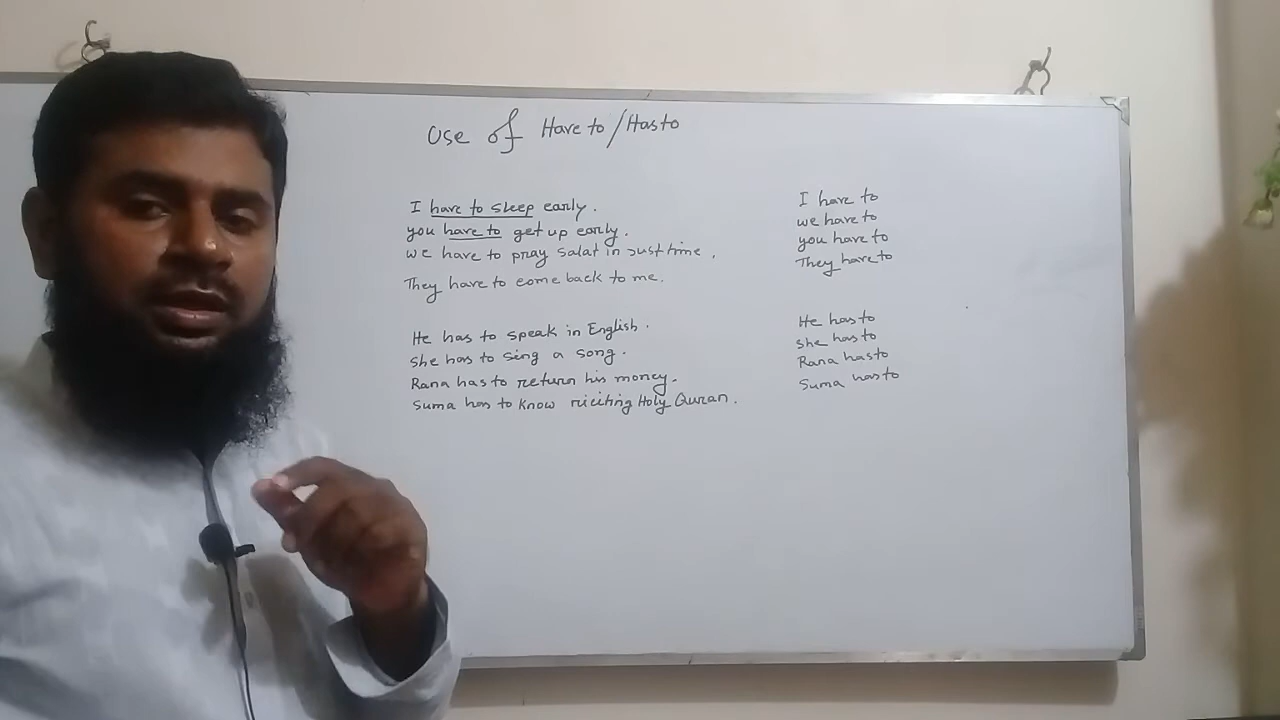 Use of Have to / Has to
I have to sleep early.
you have to get up early.
we have to pray salat in Just time.
They have to come back to me.
He has to speak in English.
She has to sing a song.
Rana has to return his money.
Suma has to know riciting Holy Quran.
I have to
we have to
you have to
They have to
He has to
she has to
Rana has to
Suma has to